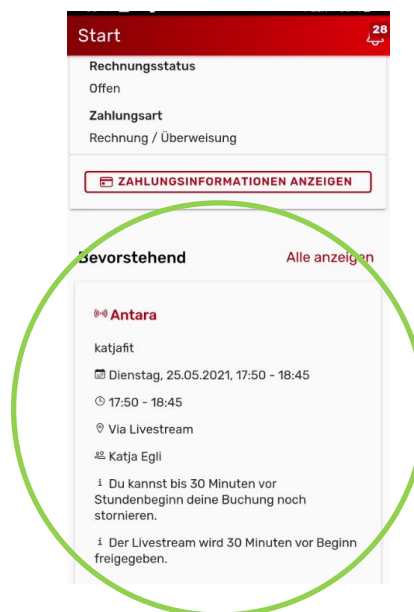 Start
28
Rechnungsstatus
Offen
Zahlungsart
Rechnung / Überweisung
ZAHLUNGSINFORMATIONEN ANZEIGEN
Bevorstehend
Alle anzeigen
Antara
katjafit
Dienstag, 25.05.2021, 17:50 - 18:45
17:50 - 18:45
Via Livestream
Katja Egli
i Du kannst bis 30 Minuten vor
Stundenbeginn deine Buchung noch
stornieren.
i Der Livestream wird 30 Minuten vor Beginn
freigegeben.